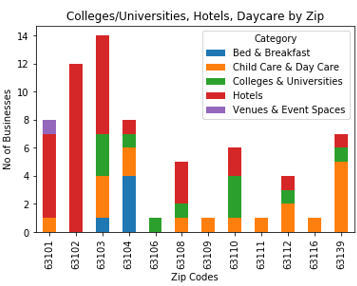 Colleges/Universities, Hotels, Daycare by Zip
14
12
10
8
6
4
2
0
No of Businesses
Category
Bed & Breakfast
Child Care & Day Care
Colleges & Universities
Hotels
Venues & Event Spaces
63101
63102
63103
63104
63106
63108
63109
63110
63111
63112
63116
63139
Zip Codes